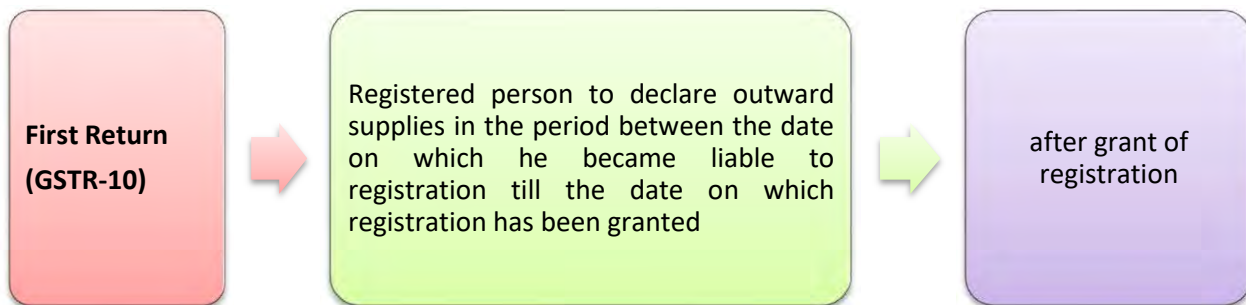 First Return
(GSTR-10)
Registered person to declare outward
supplies in the period between the date
on which he became liable to
registration till the date on which
registration has been granted
after grant of
registration